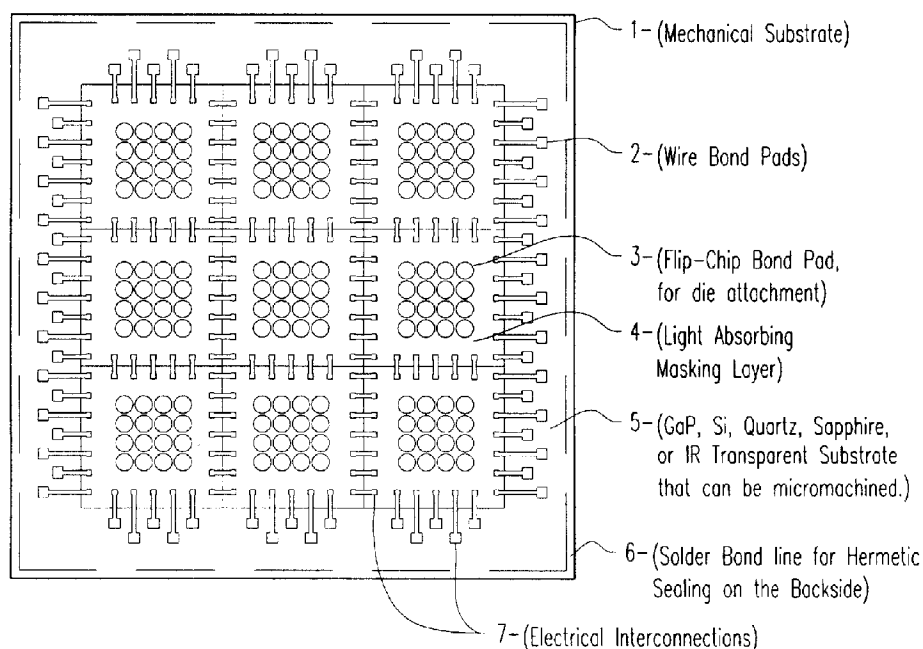 1-(Mechanical Substrate)
2-(Wire Bond Pads)
3-(Flip-Chip Bond Pad,
for die attachment)
4-(Light Absorbing
Masking Layer)
5-(GaP, Si, Quartz, Sapphire,
or IR Transparent Substrate
that can be micromachined.)
6-(Solder Bond line for Hermetic
Sealing on the Backside)
7-(Electrical Interconnections)